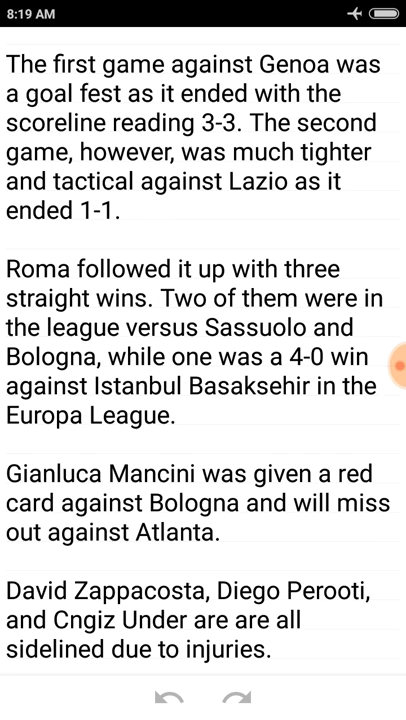 8:19 AM
The first game against Genoa was
a goal fest as it ended with the
scoreline reading 3-3. The second
game, however, was much tighter
and tactical against Lazio as it
ended 1-1.
Roma followed it up with three
straight wins. Two of them were in
the league versus Sassuolo and
Bologna, while one was a 4-0 win
against Istanbul Basaksehir in the
Europa League.
Gianluca Mancini was given a red
card against Bologna and will miss
out against Atlanta.
David Zappacosta, Diego Perooti,
and Cngiz Under are are all
sidelined due to injuries.